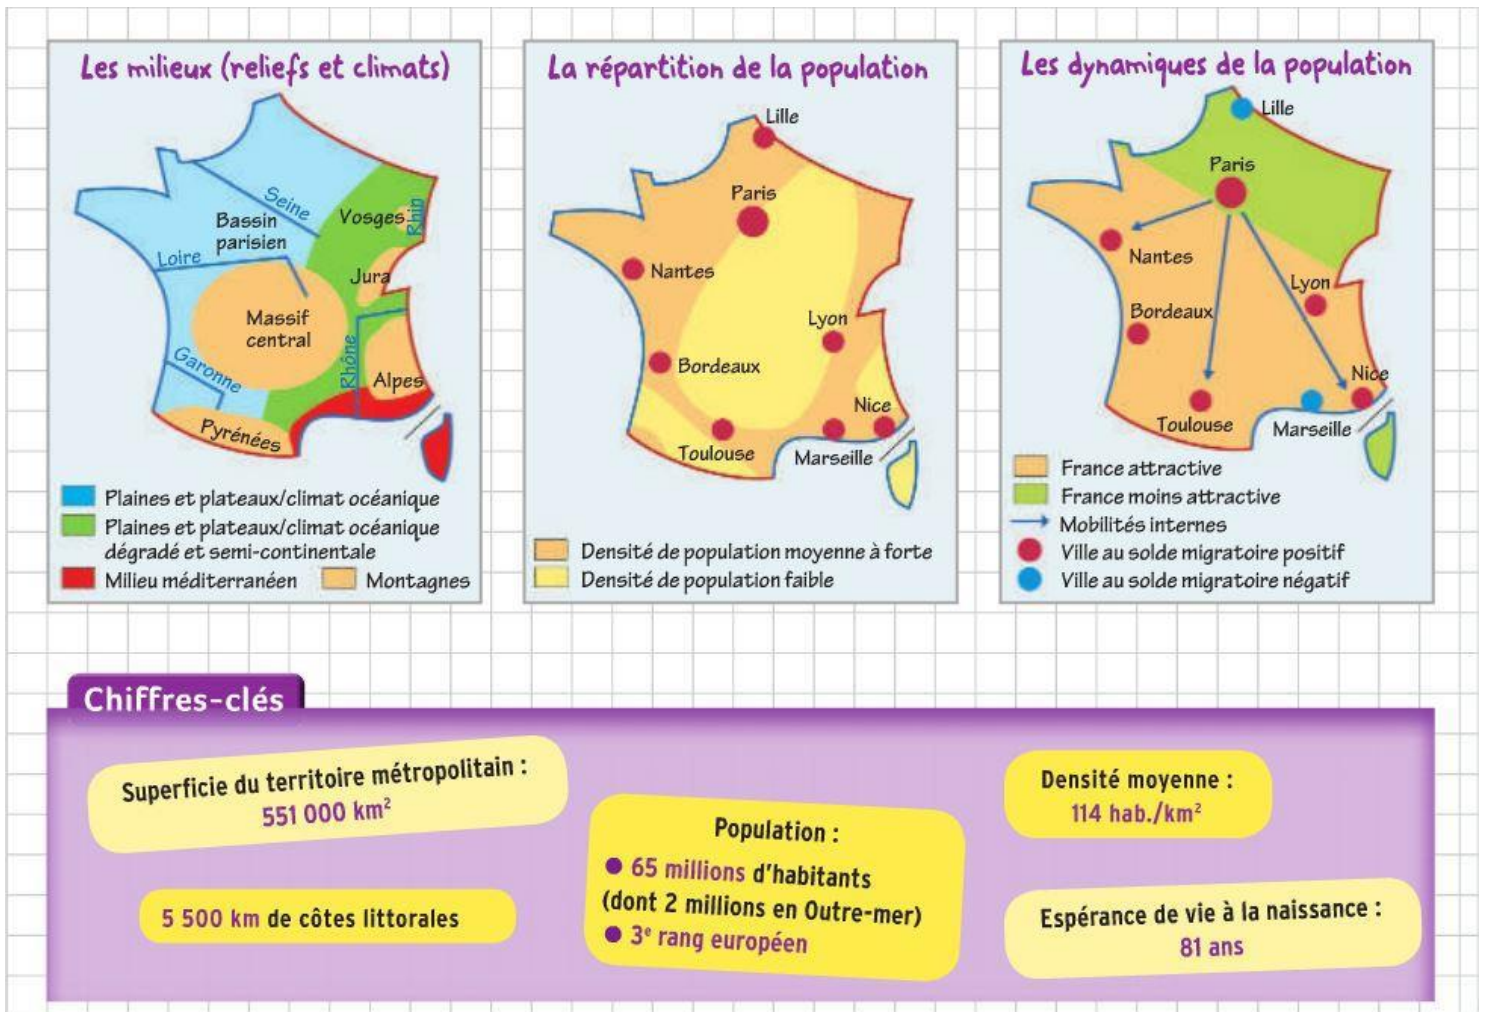 Les milieux (reliefs et climats)
Seine
Bassin
parisien
Vosges
Rhin
Loire
Jura
Massif
central
Garonne
Rhône
Alpes
Pyrénées
Plaines et plateaux/climat océanique
Plaines et plateaux/climat océanique
dégradé et semi-continentale
Milieu méditerranéen
Montagnes
La répartition de la population
Lille
Paris
Nantes
Lyon
Bordeaux
Nice
Toulouse
Marseille
Densité de population moyenne à forte
Densité de population faible
Les dynamiques de la population
Lille
Paris
Nantes
Lyon
Bordeaux
Nice
Toulouse
Marseille
France attractive
France moins attractive
Mobilités internes
Ville au solde migratoire positif
Ville au solde migratoire négatif
Chiffres-clés
Superficie du territoire métropolitain :
551 000 km²
5 500 km de côtes littorales
Population :
● 65 millions d'habitants
(dont 2 millions en Outre-mer)
● 3e rang européen
Densité moyenne :
114 hab./km²
Espérance de vie à la naissance :
81 ans